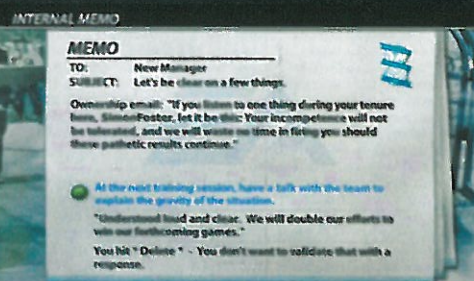 INTERNAL MEMO
MEMO
TO: New Manager
SUBJECT: Let's be clear on a few things.
Ownership email: "If you listen to one thing during your tenure
here, SimonFoster, let it be this: Your incompetence will not
be tolerated, and we will waste no time in firing you should
these pathetic results continue."
At the next training session, have a talk with the team to
explain the gravity of the situation.
"Understood loud and clear. We will double our efforts to
win our forthcoming games."
You hit " Delete " - You don't want to validate that with a
response.